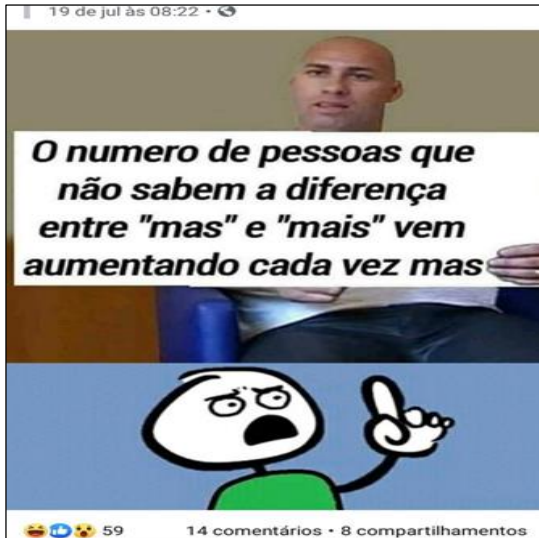 19 de jul às 08:22 •
O numero de pessoas que
não sabem a diferença
entre "mas" e "mais" vem
aumentando cada vez mas
59 14 comentários • 8 compartilhamentos